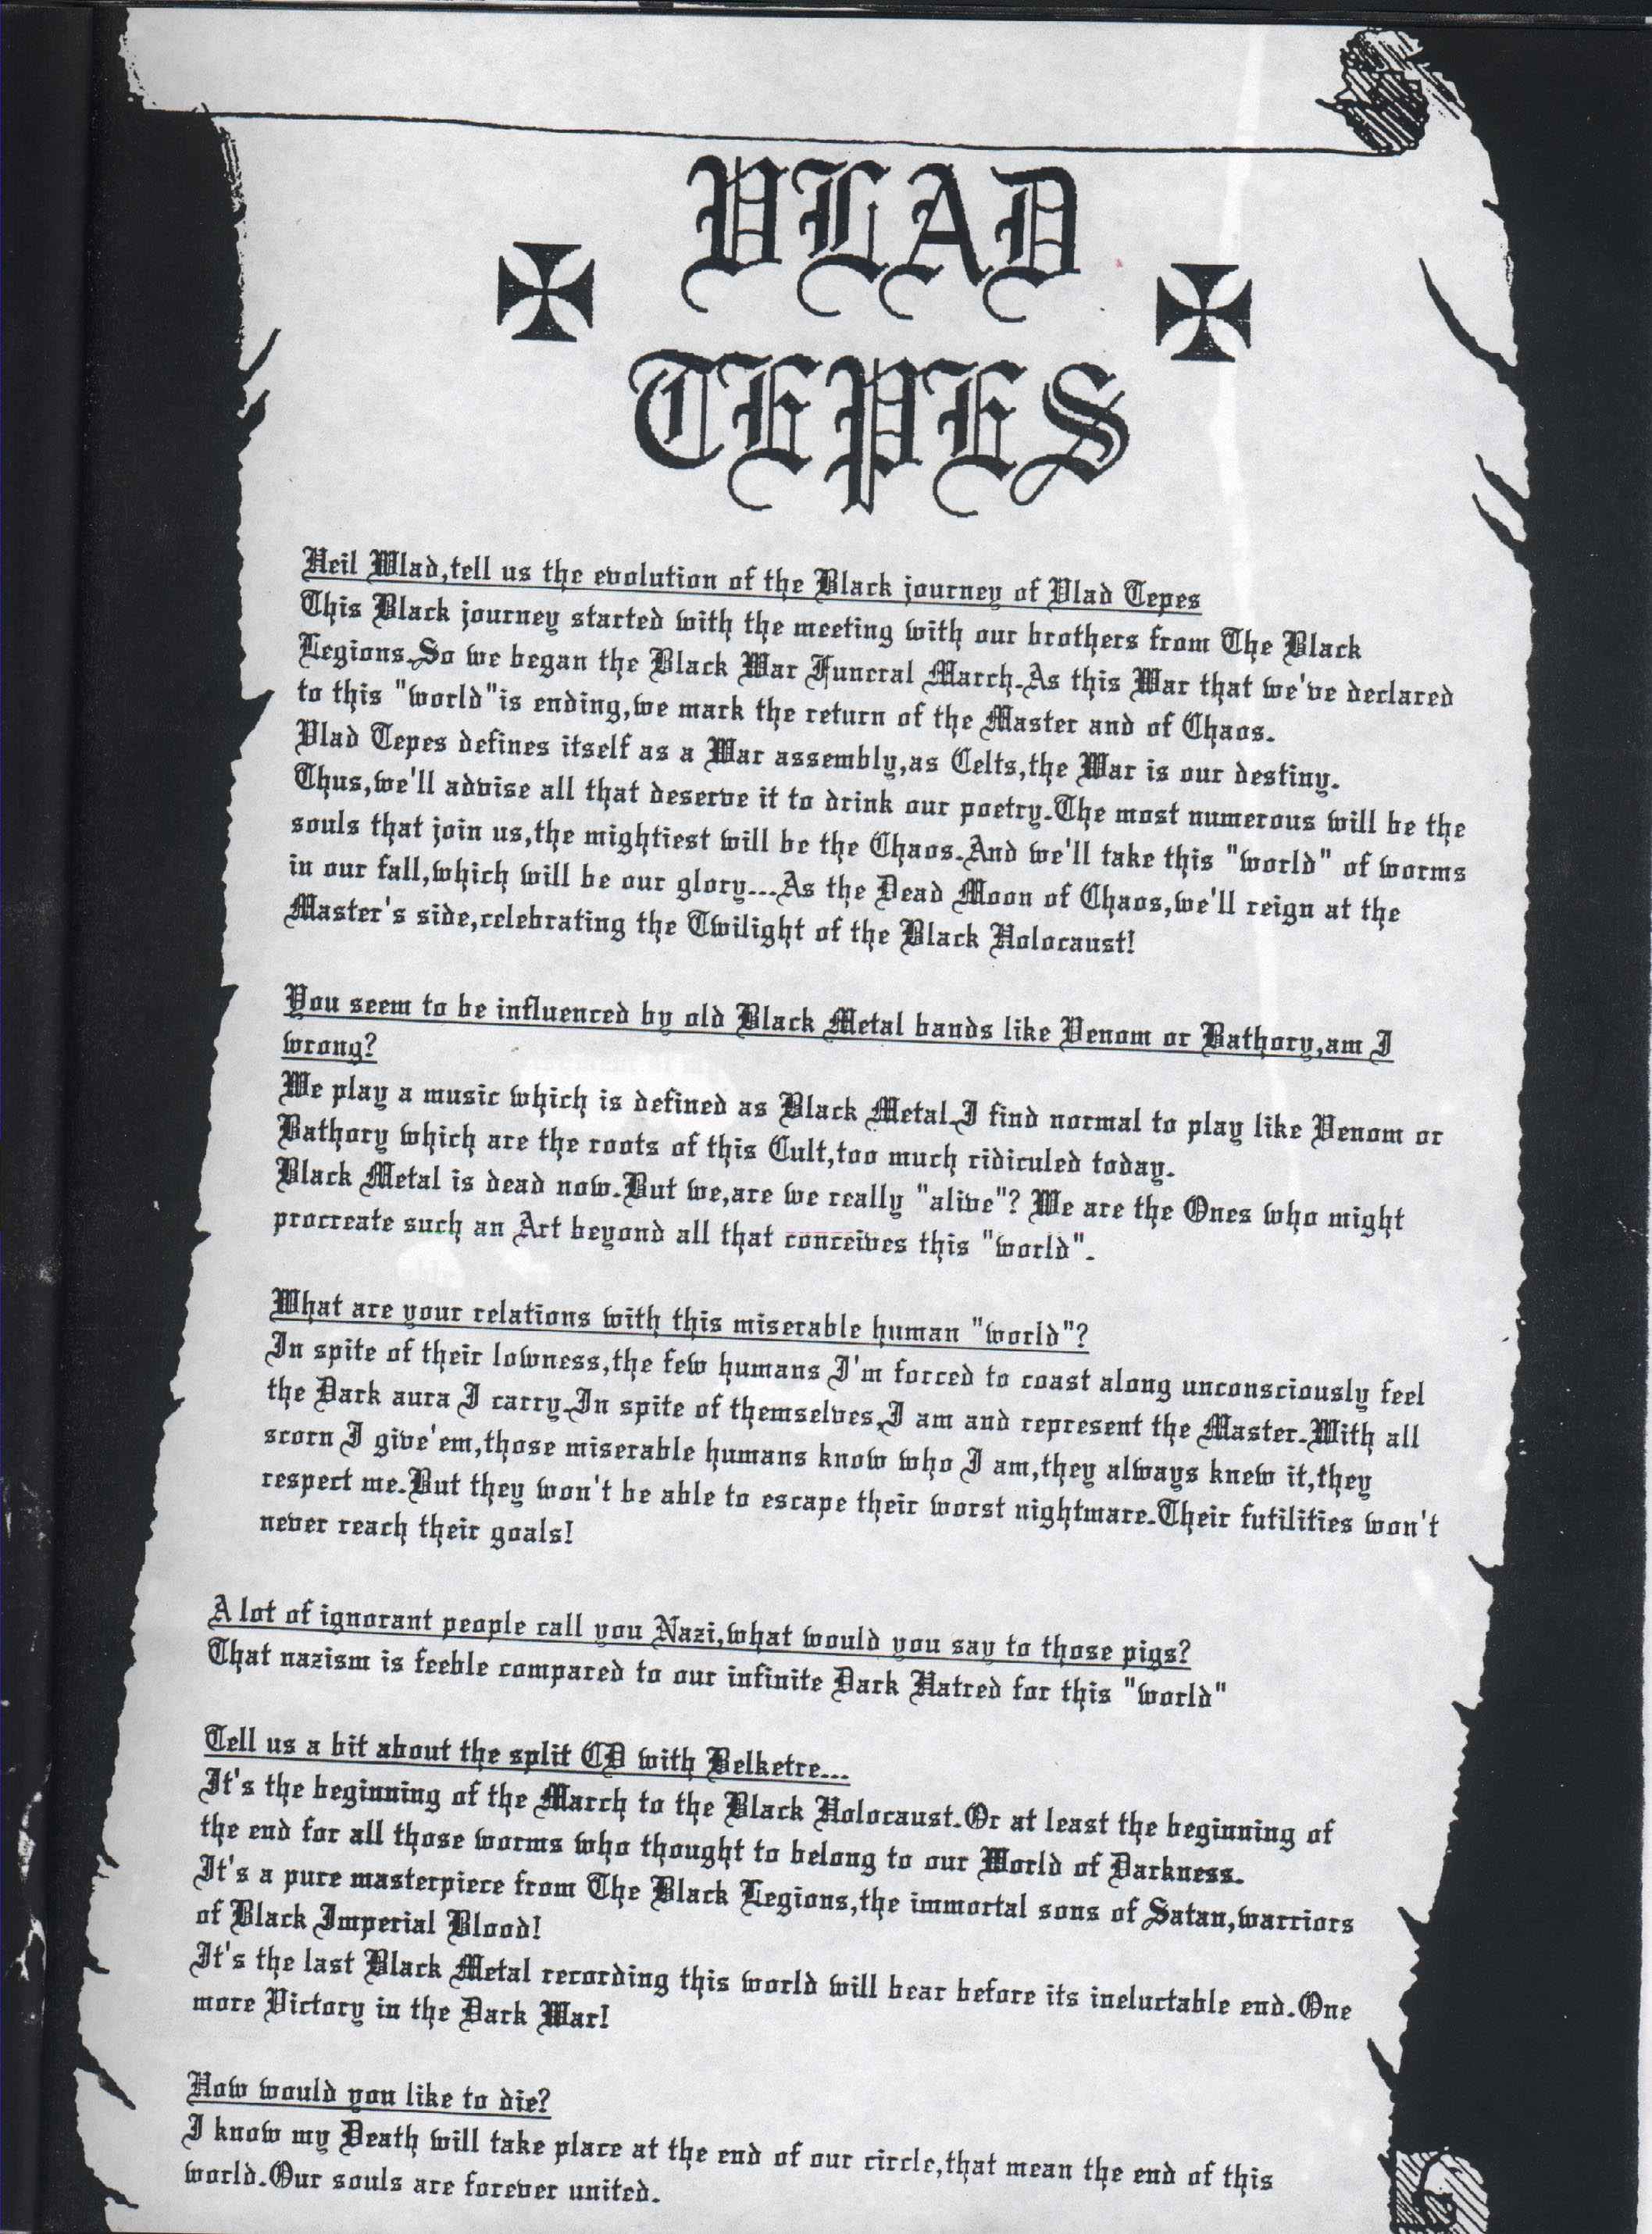 VLAD
TEPES
Heil Wlad,tell us the evolution of the Black journey of Vlad Tepes
This Black journey started with the meeting with our brothers from The Black
Legions.So we began the Black War Funeral March.As this War that we've declared
to this "world"is ending,we mark the return of the Master and of Chaos.
Vlad Tepes defines itself as a War assembly,as Celts,the War is our destiny.
Thus,we'll advise all that deserve it to drink our poetry.The most numerous will be the
souls that join us,the mightiest will be the Chaos.And we'll take this "world" of worms
in our fall,which will be our glory...As the Dead Moon of Chaos,we'll reign at the
Master's side,celebrating the Twilight of the Black Holocaust!
You seem to be influenced by old Black Metal bands like Venom or Bathory,am I
wrong?
We play a music which is defined as Black Metal.I find normal to play like Venom or
Bathory which are the roots of this Cult,too much ridiculed today.
Black Metal is dead now.But we,are we really "alive"? We are the Ones who might
procreate such an Art beyond all that conceives this "world".
What are your relations with this miserable human "world"?
In spite of their lowness,the few humans I'm forced to coast along unconsciously feel
the Dark aura I carry.In spite of themselves,I am and represent the Master.With all
scorn I give'em,those miserable humans know who I am,they always knew it,they
respect me.But they won't be able to escape their worst nightmare.Their futilities won't
never reach their goals!
A lot of ignorant people call you Nazi,what would you say to those pigs?
That nazism is feeble compared to our infinite Dark Hatred for this "world"
Tell us a bit about the split CD with Belketre...
It's the beginning of the March to the Black Holocaust.Or at least the beginning of
the end for all those worms who thought to belong to our World of Darkness.
It's a pure masterpiece from The Black Legions,the immortal sons of Satan,warriors
of Black Imperial Blood!
It's the last Black Metal recording this world will bear before its ineluctable end.One
more Victory in the Dark War!
How would you like to die?
I know my Death will take place at the end of our circle,that mean the end of this
world.Our souls are forever united.